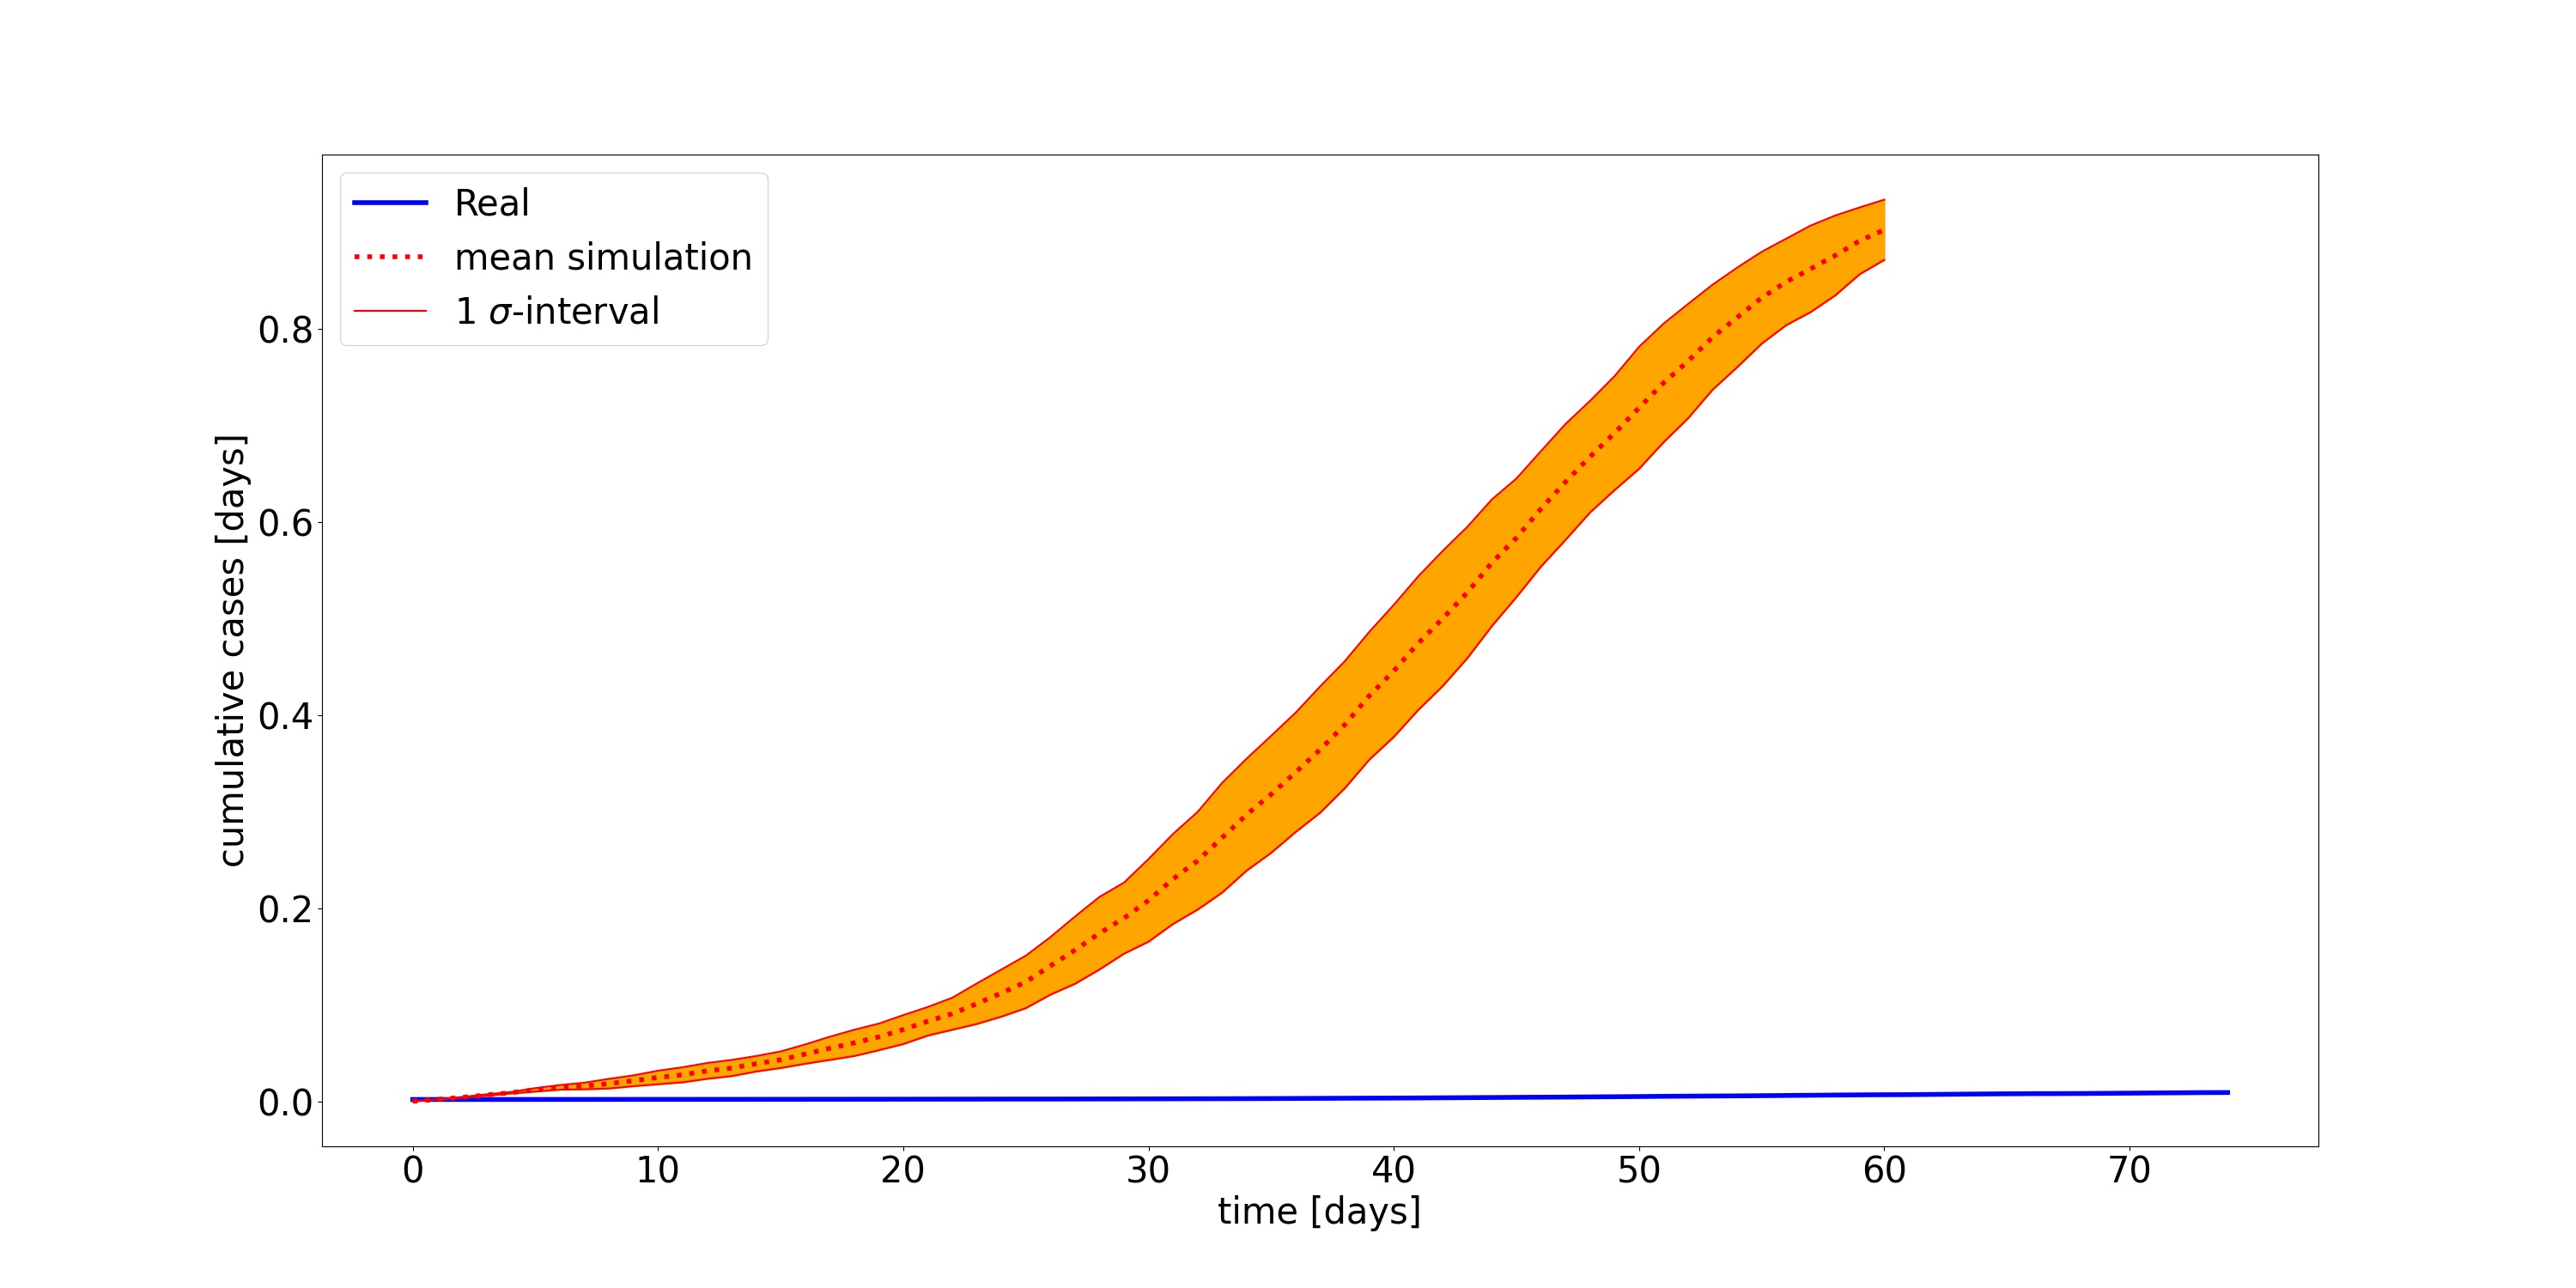 Real
mean simulation
1 σ-interval
0.8
0.6
0.4
0.2
0.0
cumulative cases [days]
0 10 20 30 40 50 60 70
time [days]